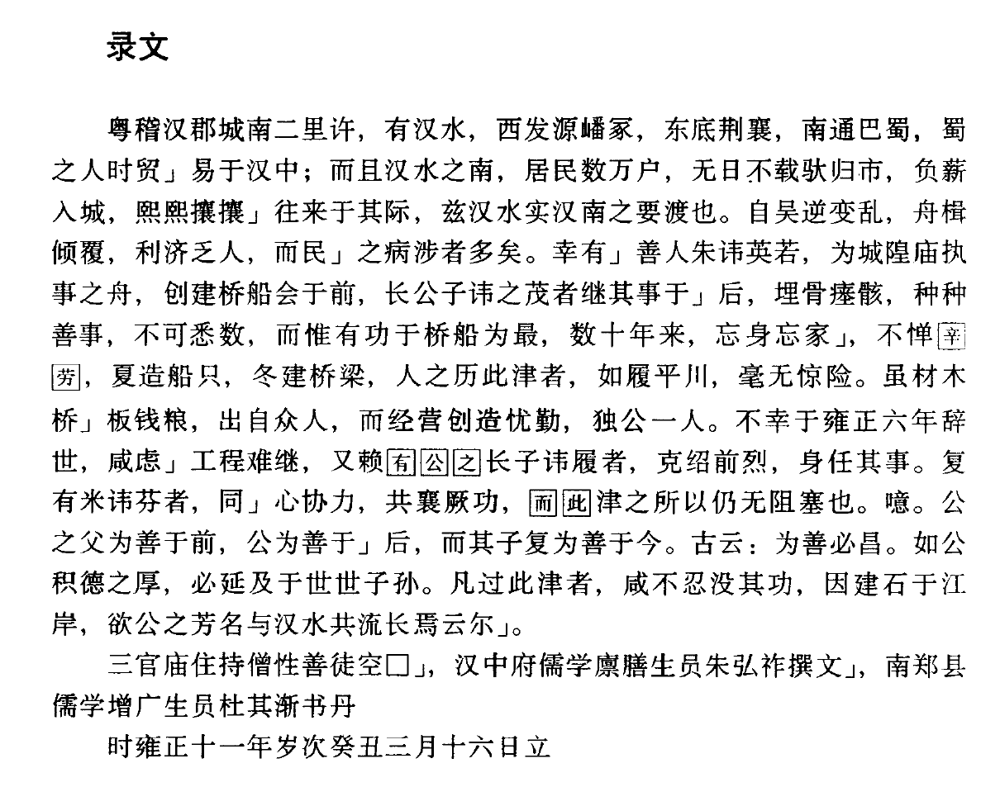 录文
粤稽汉郡城南二里许，有汉水，西发源嶓冢，东底荆襄，南通巴蜀，蜀
之人时贸」易于汉中；而且汉水之南，居民数万户，无日不载驮归市，负薪
入城，熙熙攘攘」往来于其际，兹汉水实汉南之要渡也。自吴逆变乱，舟楫
倾覆，利济乏人，而民」之病涉者多矣。幸有」善人朱讳英若，为城隍庙执
事之舟，创建桥船会于前，长公子讳之茂者继其事于」后，埋骨瘗骸，种种
善事，不可悉数，而惟有功于桥船为最，数十年来，忘身忘家」，不惮辛
劳，夏造船只，冬建桥梁，人之历此津者，如履平川，毫无惊险。虽材木
桥」板钱粮，出自众人，而经营创造忧勤，独公一人。不幸于雍正六年辞
世，咸虑」工程难继，又赖有公之长子讳履者，克绍前烈，身任其事。复
有米讳芬者，同」心协力，共襄厥功，而此津之所以仍无阻塞也。噫。公
之父为善于前，公为善于」后，而其子复为善于今。古云：为善必昌。如公
积德之厚，必延及于世世子孙。凡过此津者，咸不忍没其功，因建石于江
岸，欲公之芳名与汉水共流长焉云尔」。
三官庙住持僧性善徒空□」，汉中府儒学廪膳生员朱弘祚撰文」，南郑县
儒学增广生员杜其渐书丹
时雍正十一年岁次癸丑三月十六日立